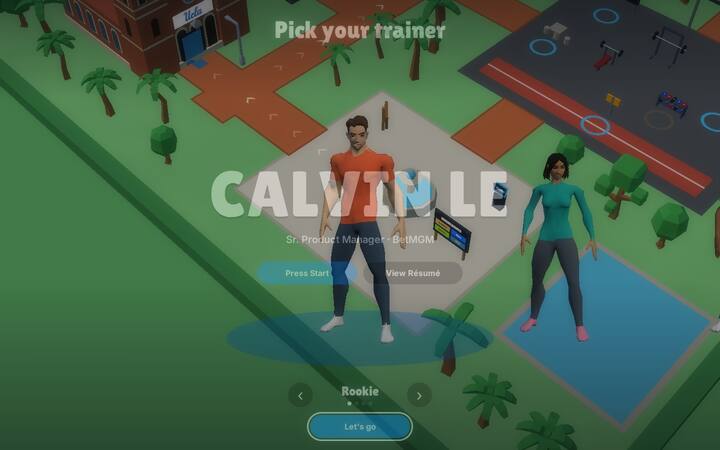 Ucla
Pick your trainer
CALVIN LE
Sr. Product Manager · BetMGM
Press Start
View Résumé
Rookie
Let's go